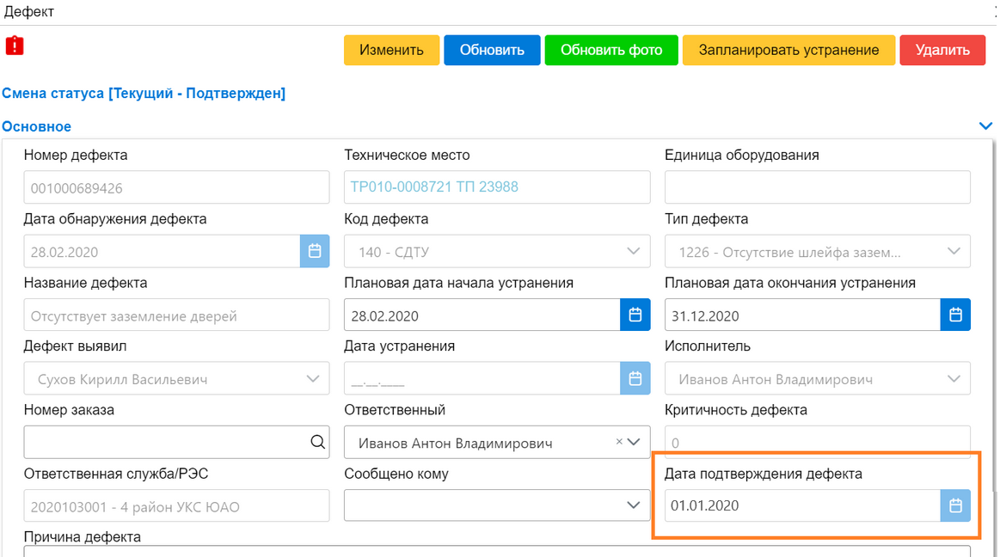 Дефект
Изменить Обновить Обновить фото Запланировать устранение Удалить
Смена статуса [Текущий - Подтвержден]
Основное
Номер дефекта Техническое место Единица оборудования
001000689426 TP010-0008721 ТП 23988
Дата обнаружения дефекта Код дефекта Тип дефекта
28.02.2020 140 - СДТУ 1226 - Отсутствие шлейфа зазем...
Название дефекта Плановая дата начала устранения Плановая дата окончания устранения
Отсутствует заземление дверей 28.02.2020 31.12.2020
Дефект выявил Дата устранения Исполнитель
Сухов Кирилл Васильевич __.__.____ Иванов Антон Владимирович
Номер заказа Ответственный Критичность дефекта
Иванов Антон Владимирович × 0
Ответственная служба/РЭС Сообщено кому Дата подтверждения дефекта
2020103001 - 4 район УКС ЮАО 01.01.2020
Причина дефекта